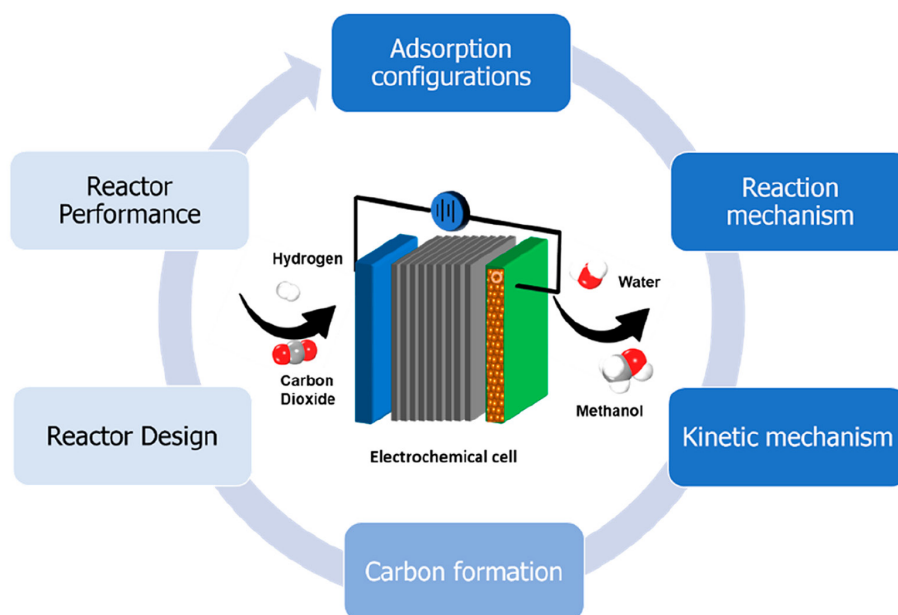 Adsorption
configurations
Reaction
mechanism
Kinetic mechanism
Carbon formation
Reactor Design
Reactor
Performance
Hydrogen
Carbon
Dioxide
Water
Methanol
Electrochemical cell